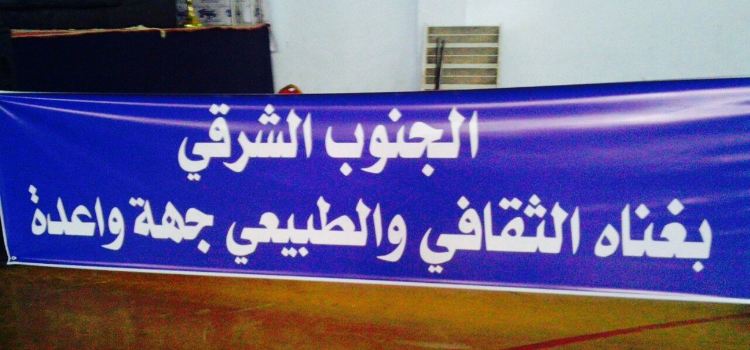 الجنوب الشرقي
بغناه الثقافي والطبيعي جهة واعدة